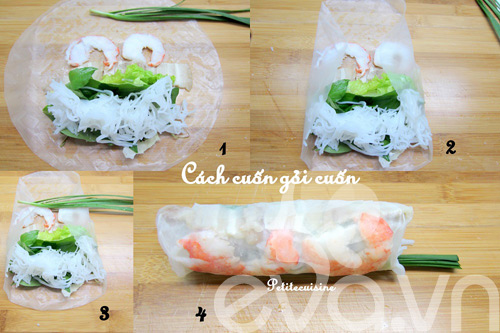 1
2
Cách cuốn gỏi cuốn
3
4
Petitecuisine
eva.vn